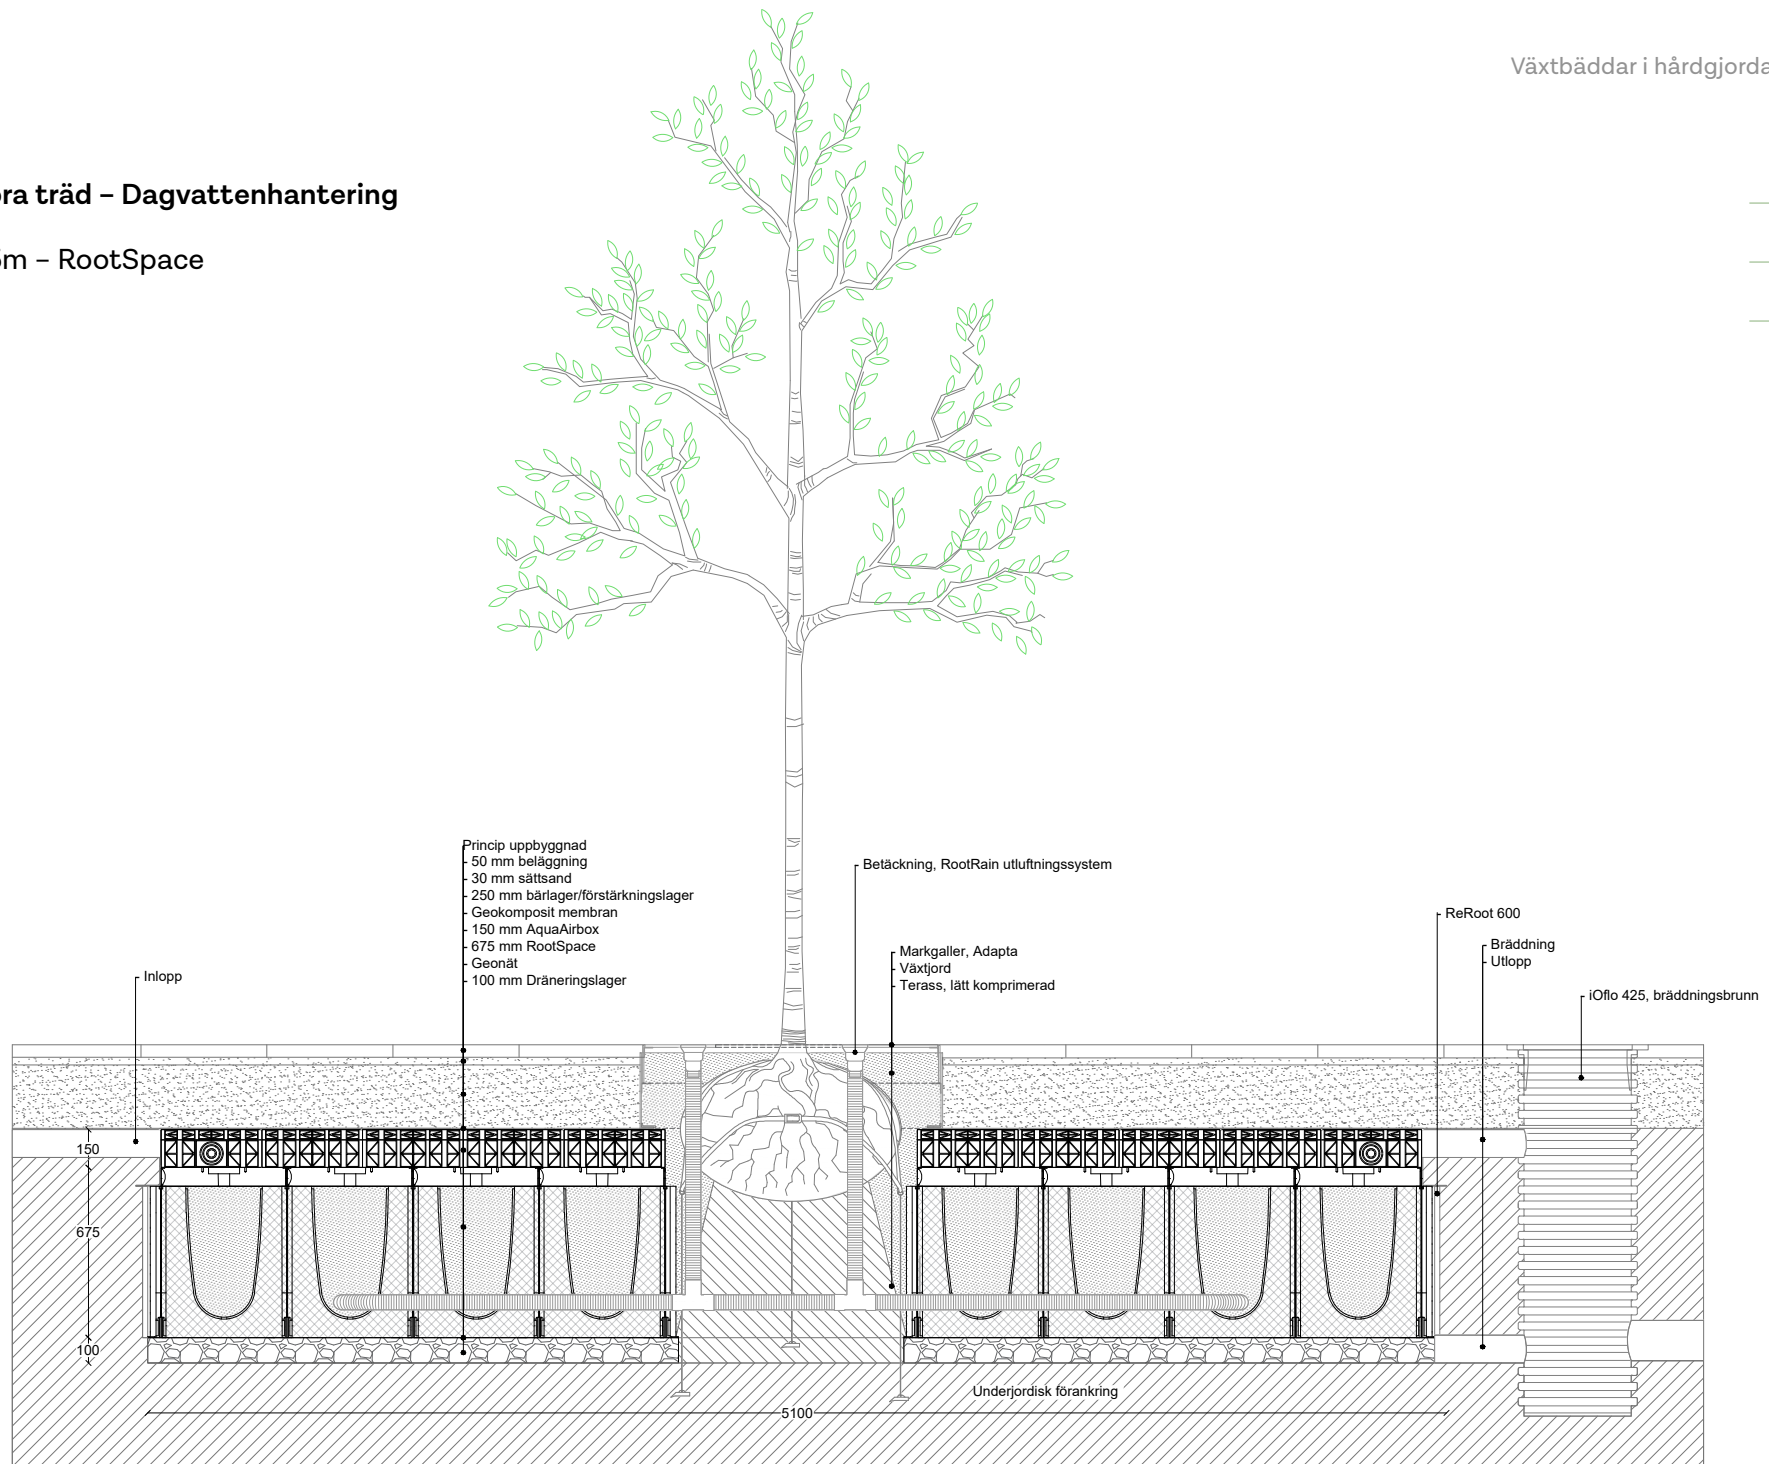 Växtbäddar i hårdgjorda
träd – Dagvattenhantering
– RootSpace
Princip uppbyggnad
50 mm beläggning
30 mm sättsand
250 mm bärlager/förstärkningslager
Geokomposit membran
150 mm AquaAirbox
675 mm RootSpace
Geonät
100 mm Dräneringslager
Betäckning, RootRain utluftningssystem
ReRoot 600
Bräddning
Utlopp
Markgaller, Adapta
Växtjord
Terass, lätt komprimerad
Inlopp
iOflo 425, bräddningsbrunn
150
675
100
Underjordisk förankring
5100